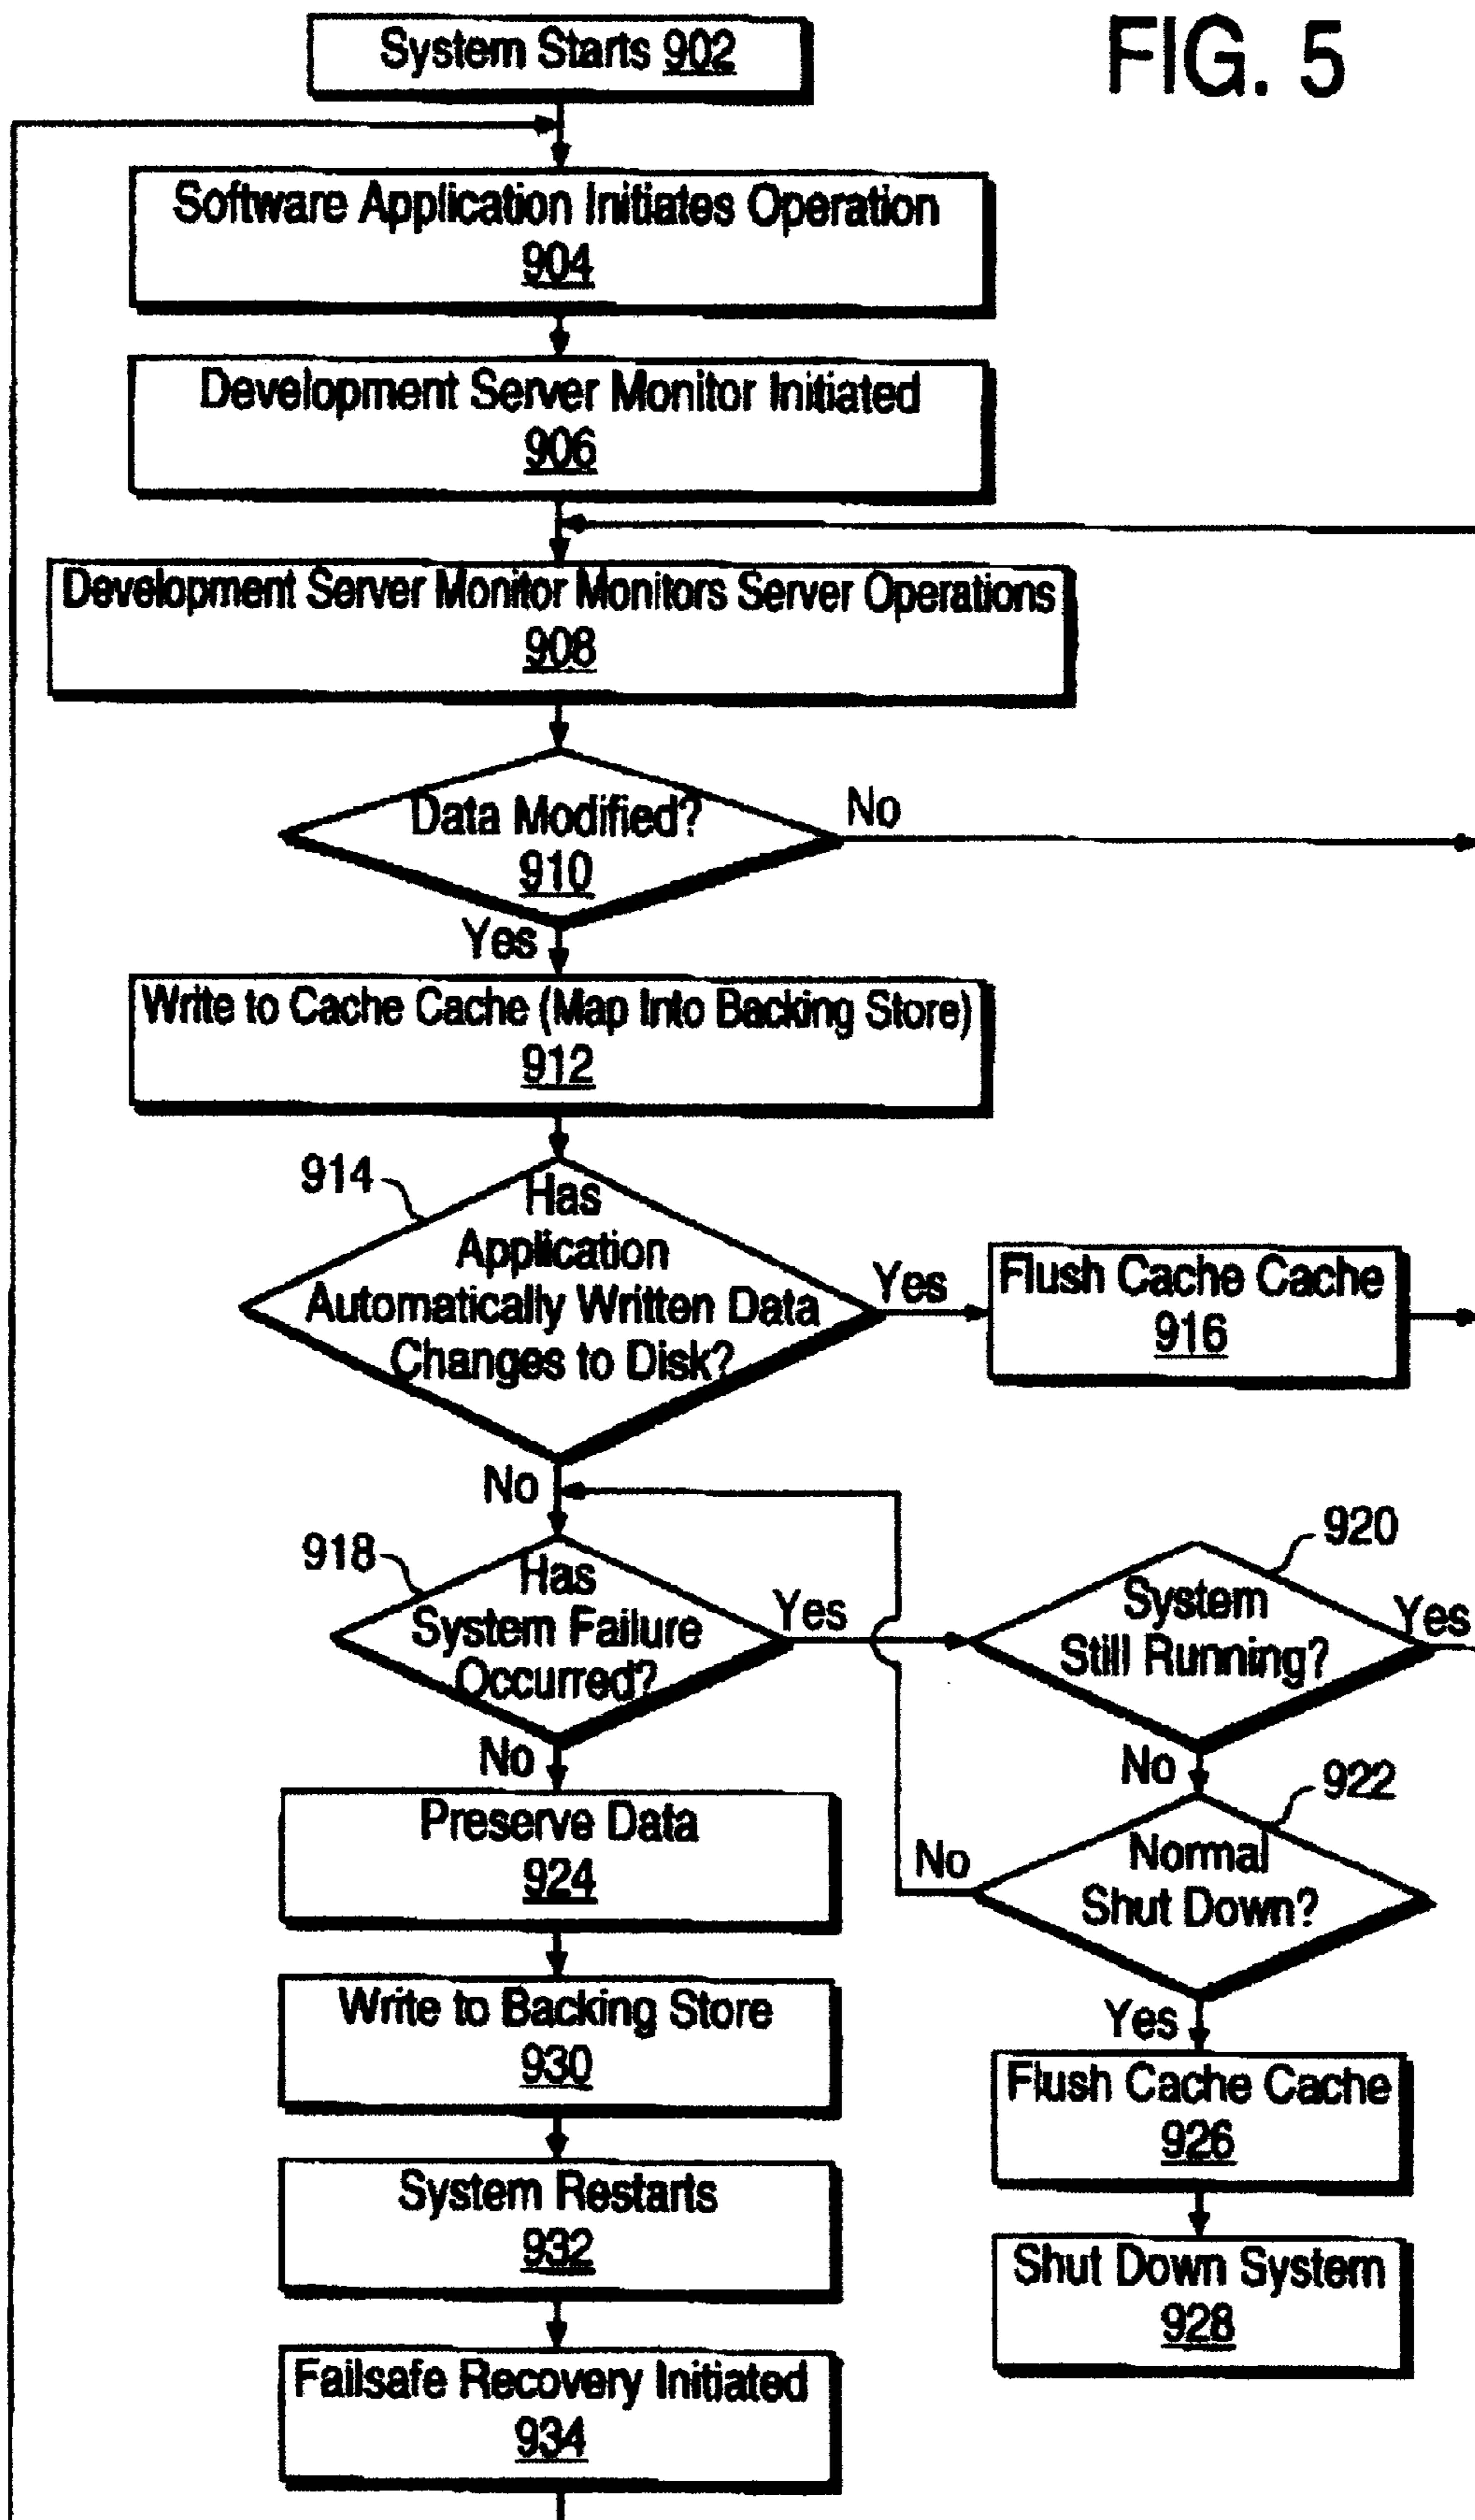 FIG. 5
System Starts 902
Software Application Initiates Operation
904
Development Server Monitor Initiated
906
Development Server Monitor Monitors Server Operations
908
Data Modified?
910
No
Yes
Write to Cache Cache (Map Into Backing Store)
912
914
Has
Application
Automatically Written Data
Changes to Disk?
Yes
Flush Cache Cache
916
No
918
Has
System Failure
Occurred?
Yes
920
System
Still Running?
Yes
No
No
922
Normal
Shut Down?
No
Yes
Preserve Data
924
Write to Backing Store
930
Flush Cache Cache
926
System Restarts
932
Shut Down System
928
Failsafe Recovery Initiated
934